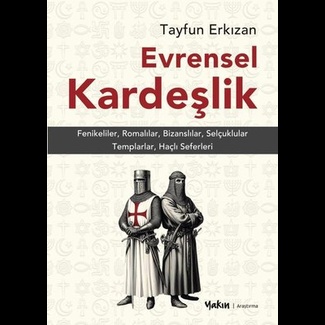 Tayfun Erkızan
Evrensel
Kardeşlik
Fenikeliler, Romalılar, Bizanslılar, Selçuklular
Templarlar, Haçlı Seferleri
Yakın | Araştırma